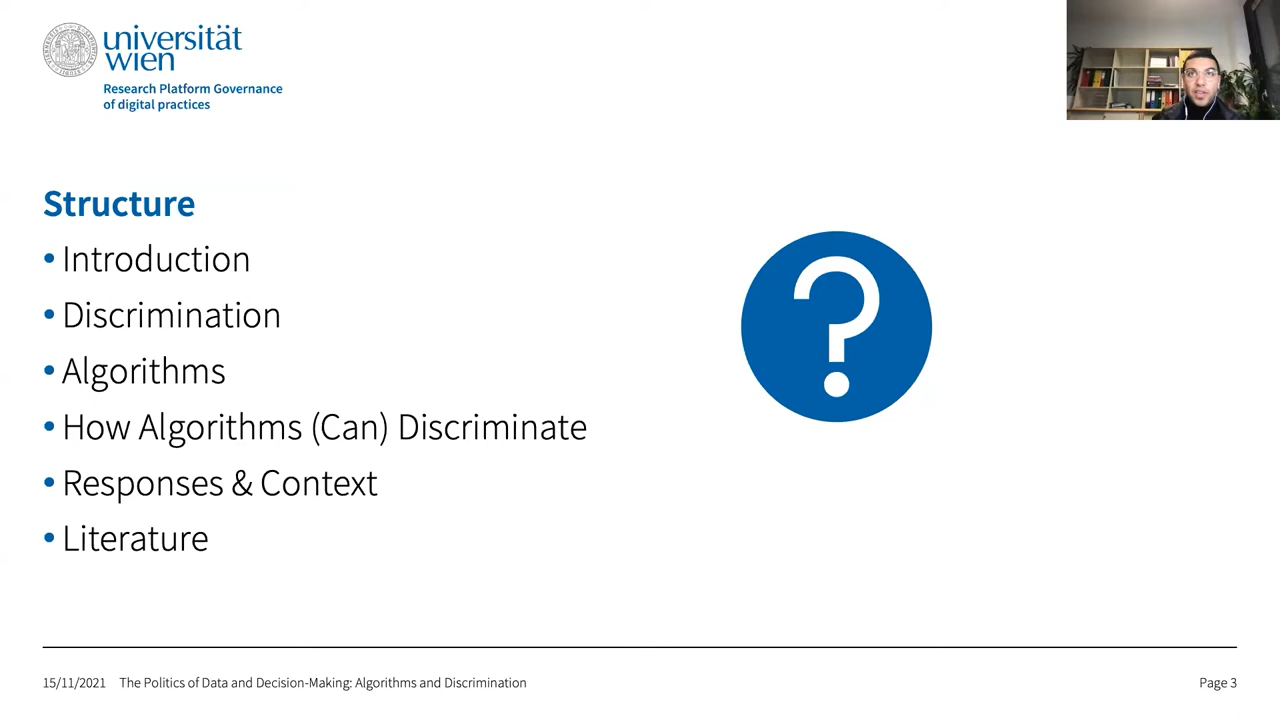 universität
wien
Research Platform Governance
of digital practices
Structure
• Introduction
• Discrimination
• Algorithms
• How Algorithms (Can) Discriminate
• Responses & Context
• Literature
?
15/11/2021 The Politics of Data and Decision-Making: Algorithms and Discrimination Page 3